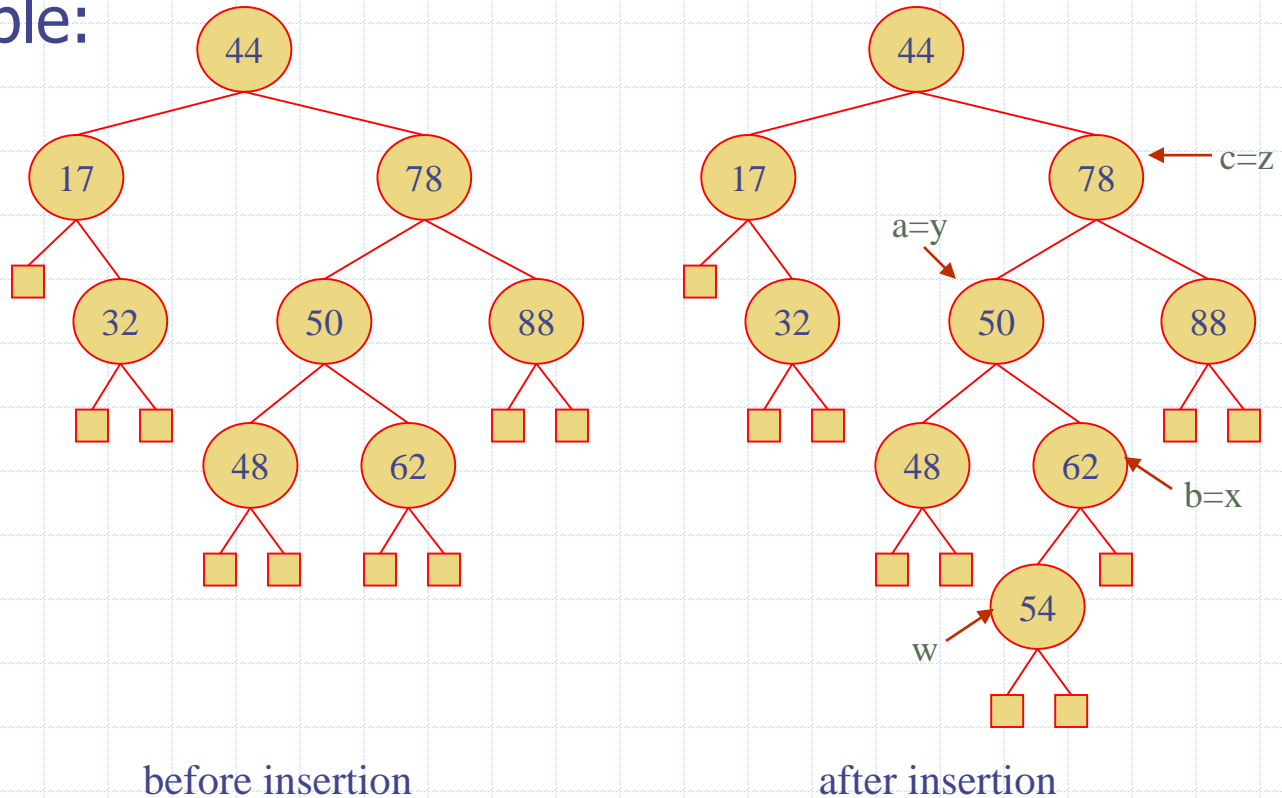 ple:
44
17
78
32
50
88
48
62
before insertion
44
17
78
c=z
a=y
32
50
88
48
62
b=x
54
w
after insertion